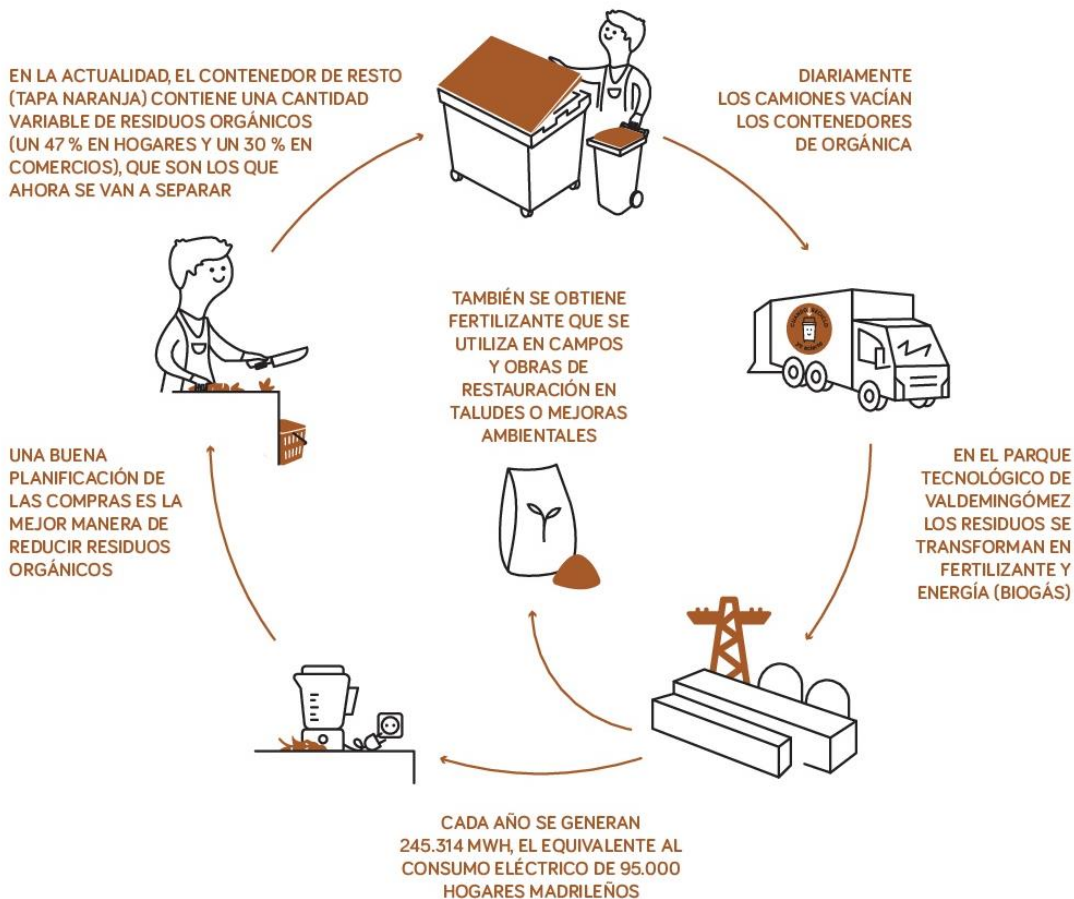 EN LA ACTUALIDAD, EL CONTENEDOR DE RESTO
(TAPA NARANJA) CONTIENE UNA CANTIDAD
VARIABLE DE RESIDUOS ORGÁNICOS
(UN 47 % EN HOGARES Y UN 30 % EN
COMERCIOS), QUE SON LOS QUE
AHORA SE VAN A SEPARAR
DIARIAMENTE
LOS CAMIONES VACÍAN
LOS CONTENEDORES
DE ORGÁNICA
EN EL PARQUE
TECNOLÓGICO DE
VALDEMINGÓMEZ
LOS RESIDUOS SE
TRANSFORMAN EN
FERTILIZANTE Y
ENERGÍA (BIOGÁS)
TAMBIÉN SE OBTIENE
FERTILIZANTE QUE SE
UTILIZA EN CAMPOS
Y OBRAS DE
RESTAURACIÓN EN
TALUDES O MEJORAS
AMBIENTALES
CADA AÑO SE GENERAN
245.314 MWH, EL EQUIVALENTE AL
CONSUMO ELÉCTRICO DE 95.000
HOGARES MADRILEÑOS
UNA BUENA
PLANIFICACIÓN DE
LAS COMPRAS ES LA
MEJOR MANERA DE
REDUCIR RESIDUOS
ORGÁNICOS